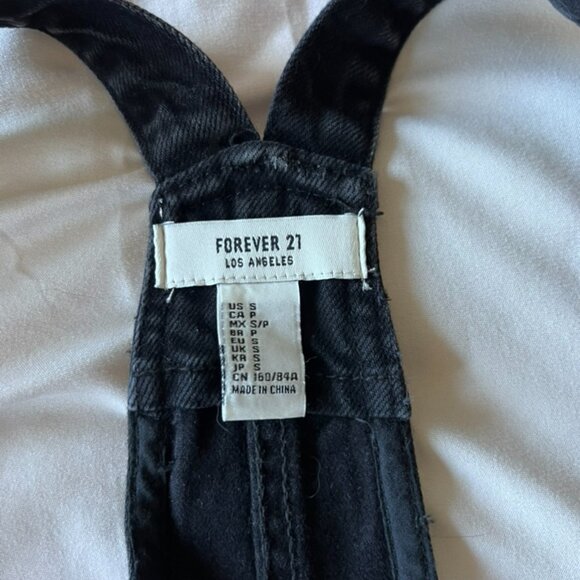 FOREVER 21
LOS ANGELES
US S
CA P
MX S/P
BR P
EU S
UK S
KR S
JP S
CN 160/84A
MADE IN CHINA